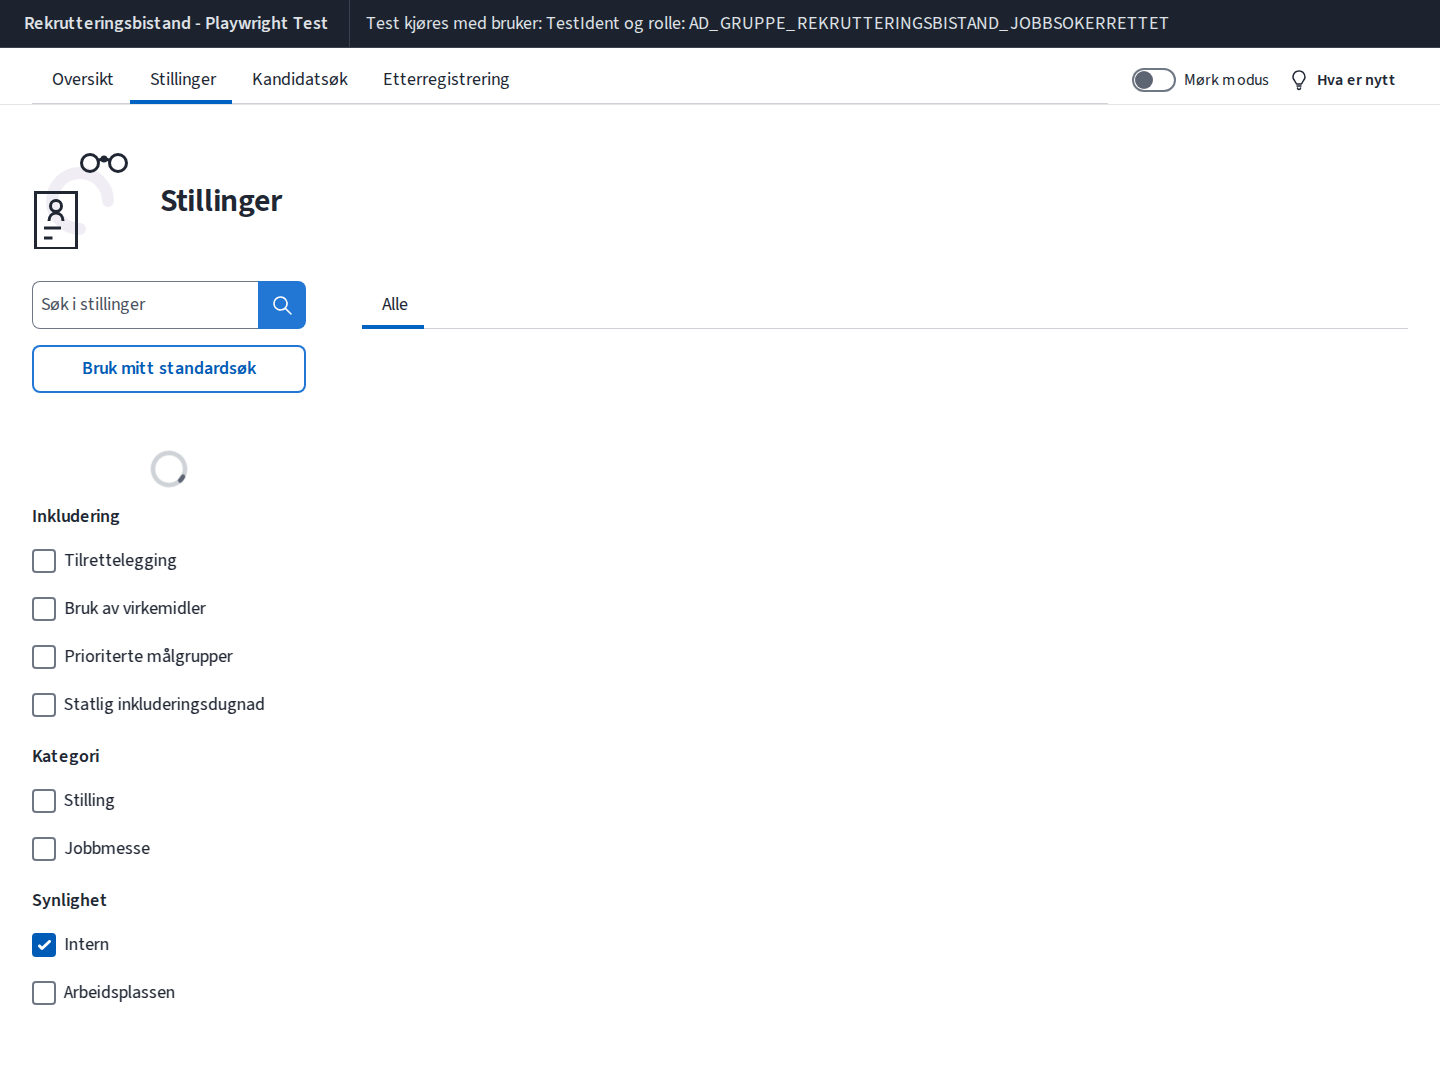 Rekrutteringsbistand - Playwright Test
Test kjøres med bruker: TestIdent og rolle: AD_GRUPPE_REKRUTTERINGSBISTAND_JOBBSOKERRETTET
Oversikt
Stillinger
Kandidatsøk
Etterregistrering
Mørk modus
Hva er nytt
Stillinger
Søk i stillinger
Alle
Bruk mitt standardsøk
Inkludering
Tilrettelegging
Bruk av virkemidler
Prioriterte målgrupper
Statlig inkluderingsdugnad
Kategori
Stilling
Jobbmesse
Synlighet
Intern
Arbeidsplassen